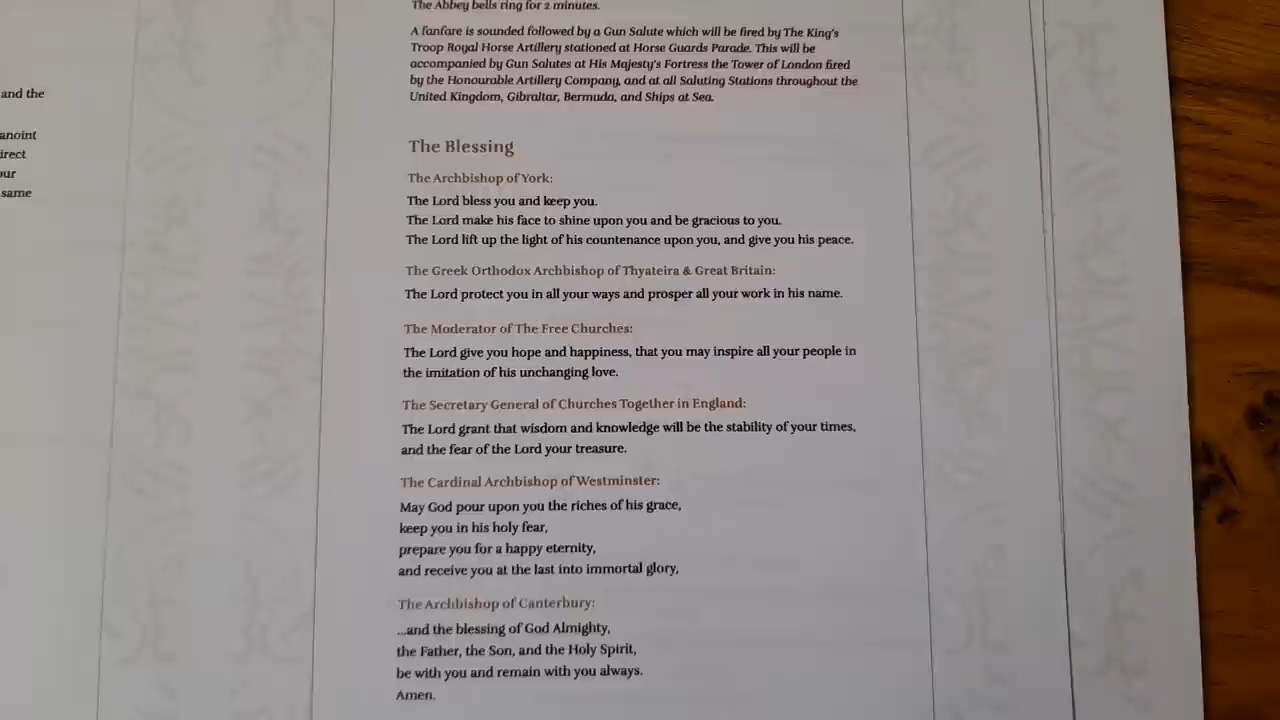 and the
anoint
irect
our
same
The Abbey bells ring for 2 minutes.
A fanfare is sounded followed by a Gun Salute which will be fired by The King's
Troop Royal Horse Artillery stationed at Horse Guards Parade. This will be
accompanied by Gun Salutes at His Majesty's Fortress the Tower of London fired
by the Honourable Artillery Company, and at all Saluting Stations throughout the
United Kingdom, Gibraltar, Bermuda, and Ships at Sea.
The Blessing
The Archbishop of York:
The Lord bless you and keep you.
The Lord make his face to shine upon you and be gracious to you.
The Lord lift up the light of his countenance upon you, and give you his peace.
The Greek Orthodox Archbishop of Thyateira & Great Britain:
The Lord protect you in all your ways and prosper all your work in his name.
The Moderator of The Free Churches:
The Lord give you hope and happiness, that you may inspire all your people in
the imitation of his unchanging love.
The Secretary General of Churches Together in England:
The Lord grant that wisdom and knowledge will be the stability of your times,
and the fear of the Lord your treasure.
The Cardinal Archbishop of Westminster:
May God pour upon you the riches of his grace,
keep you in his holy fear,
prepare you for a happy eternity,
and receive you at the last into immortal glory,
The Archbishop of Canterbury:
...and the blessing of God Almighty,
the Father, the Son, and the Holy Spirit,
be with you and remain with you always.
Amen.